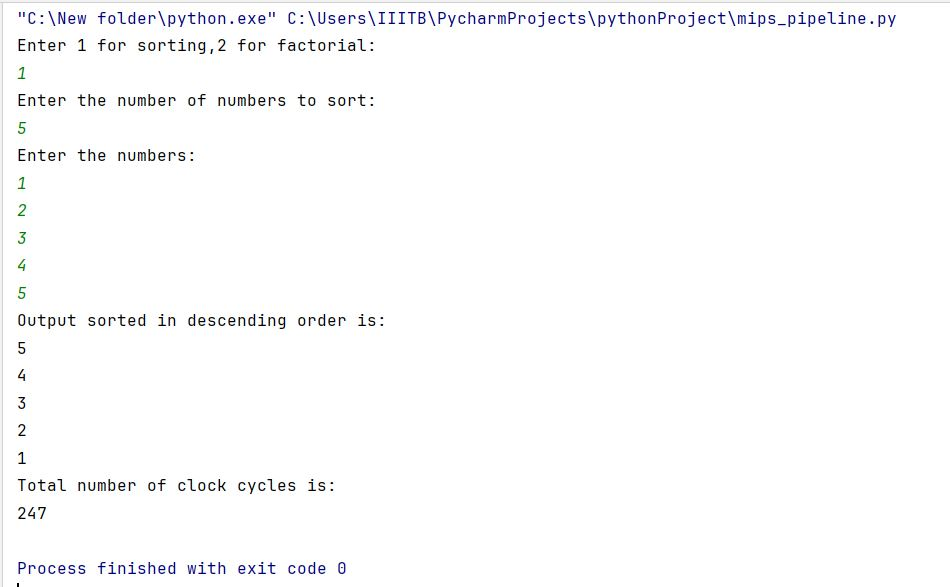 "C:\New folder\python.exe" C:\Users\IIITB\PycharmProjects\pythonProject\mips_pipeline.py
Enter 1 for sorting,2 for factorial:
1
Enter the number of numbers to sort:
5
Enter the numbers:
1
2
3
4
5
Output sorted in descending order is:
5
4
3
2
1
Total number of clock cycles is:
247
Process finished with exit code 0